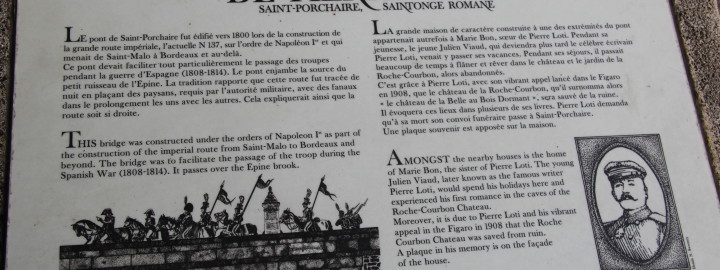 SAINT-PORCHAIRE, SAINTONGE ROMANE
LE pont de Saint-Porchaire fut édifié vers 1800 lors de la construction de
la grande route impériale, l'actuelle N 137, sur l'ordre de Napoléon Ier et qui
menait de Saint-Malo à Bordeaux et au-delà.
Ce pont devait faciliter tout particulièrement le passage des troupes
pendant la guerre d'Espagne (1808-1814). Le pont enjambe la source du
petit ruisseau de l'Épine. La tradition rapporte que cette route fut tracée de
nuit en plaçant des paysans, requis par l'autorité militaire, avec des fanaux
dans le prolongement les uns avec les autres. Cela expliquerait ainsi que la
route soit si droite.
THIS bridge was constructed under the orders of Napoleon Ier as part of
the construction of the imperial route from Saint-Malo to Bordeaux and
beyond. The bridge was to facilitate the passage of the troop during the
Spanish War (1808-1814). It passes over the Epine brook.
LA grande maison de caractère construite à une des extrémités du pont
appartenait autrefois à Marie Bon, sœur de Pierre Loti. Pendant sa
jeunesse, le jeune Julien Viaud, qui deviendra plus tard le célèbre écrivain
Pierre Loti, venait y passer ses vacances. Pendant ses séjours, il passait
beaucoup de temps à flâner et rêver dans le château et le jardin de la
Roche-Courbon, alors abandonnés.
C'est grâce à Pierre Loti, avec son vibrant appel lancé dans le Figaro
en 1908, que le château de la Roche-Courbon, qu'il surnomma alors
« le château de la Belle au Bois Dormant », sera sauvé de la ruine.
Il évoquera ces lieux dans plusieurs de ses livres. Pierre Loti demanda
qu'à sa mort son convoi funéraire passe à Saint-Porchaire.
Une plaque souvenir est apposée sur la maison.
AMONGST the nearby houses is the home
of Marie Bon, the sister of Pierre Loti. The young
Julien Viaud, later known as the famous writer
Pierre Loti, would spend his holidays here and
experienced his first romance in the caves of the
Roche-Courbon Chateau.
Moreover, it is due to Pierre Loti and his vibrant
appeal in the Figaro in 1908 that the Roche
Courbon Chateau was saved from ruin.
A plaque in his memory is on the façade
of the house.